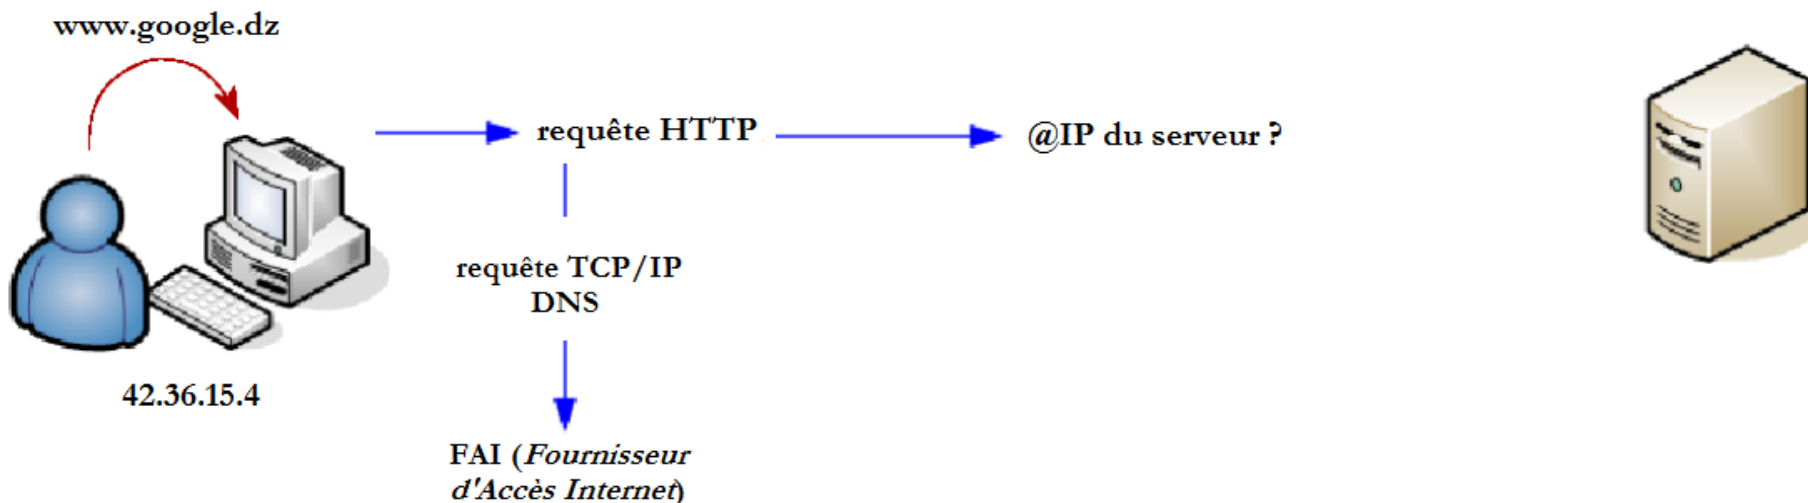 www.google.dz
requête HTTP
@IP du serveur ?
requête TCP/IP
DNS
42.36.15.4
FAI (Fournisseur
d'Accès Internet)